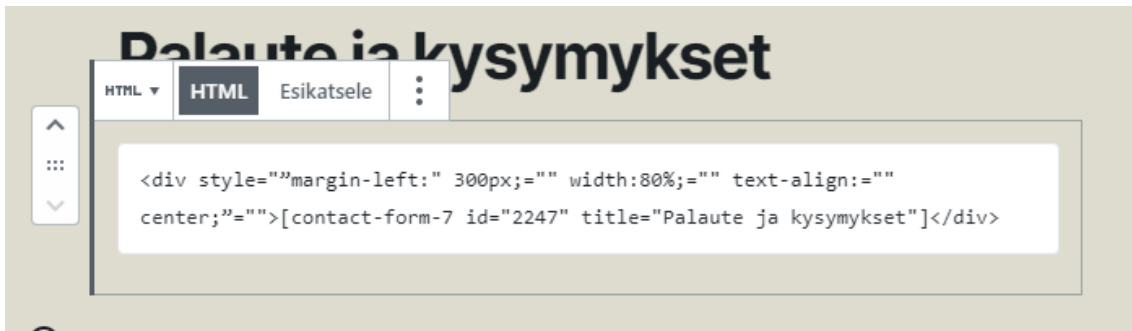 Palaute ja kysymykset
HTML ▾ HTML Esikatsele
<div style="”margin-left:" 300px;="" width:80%;="" text-align:=""
center;”="">[contact-form-7 id="2247" title="Palaute ja kysymykset"]</div>